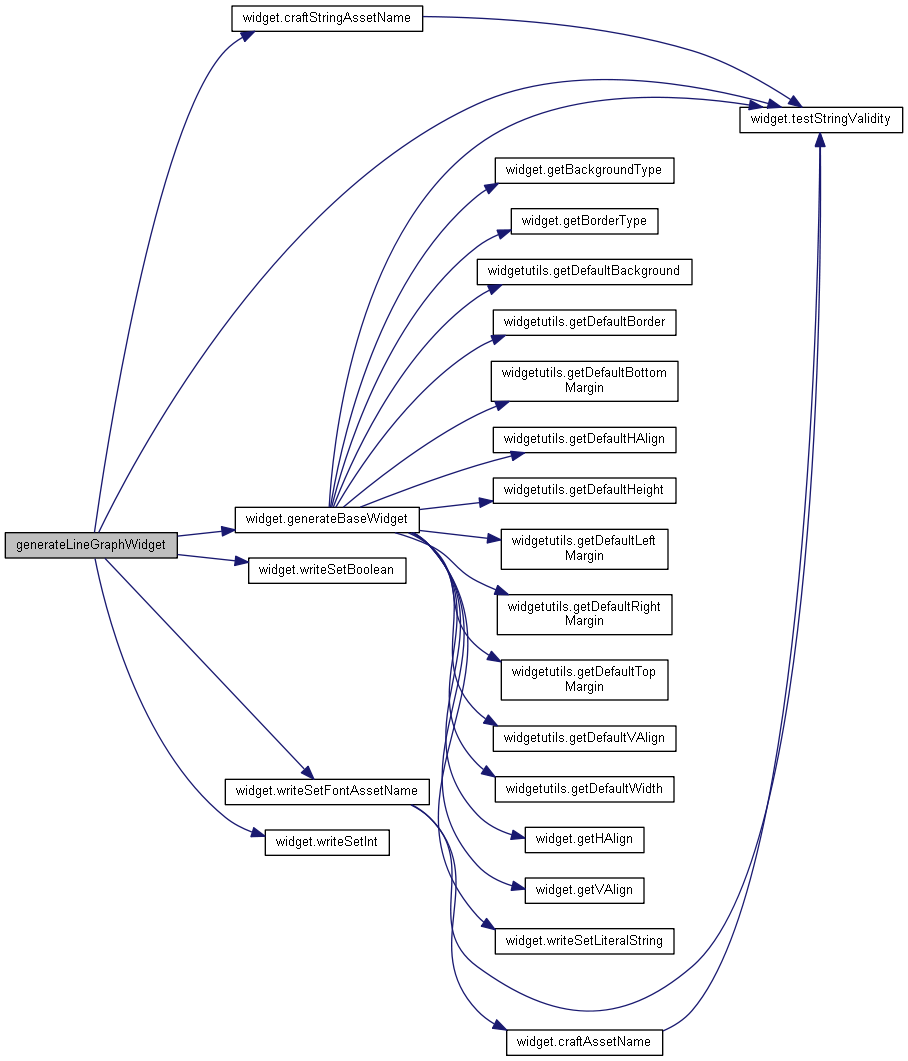 widget.craftStringAssetName
widget.testStringValidity
widget.getBackgroundType
widget.getBorderType
widgetutils.getDefaultBackground
widgetutils.getDefaultBorder
widgetutils.getDefaultBottom
Margin
widgetutils.getDefaultHAlign
widgetutils.getDefaultHeight
widget.generateBaseWidget
generateLineGraphWidget
widgetutils.getDefaultLeft
Margin
widget.writeSetBoolean
widgetutils.getDefaultRight
Margin
widgetutils.getDefaultTop
Margin
widgetutils.getDefaultVAlign
widgetutils.getDefaultWidth
widget.writeSetFontAssetName
widget.writeSetInt
widget.getHAlign
widget.getVAlign
widget.writeSetLiteralString
widget.craftAssetName